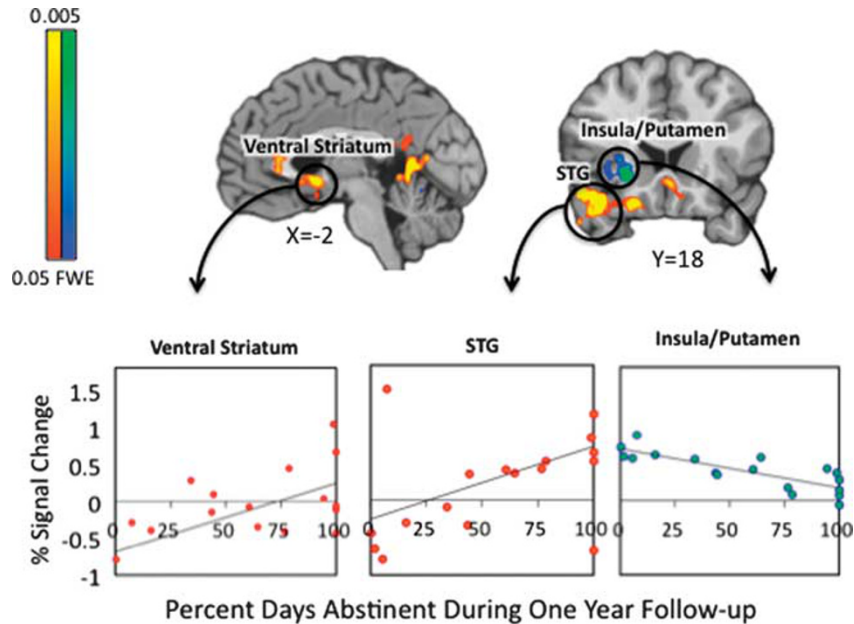 0.005
0.05 FWE
Ventral Striatum
X=-2
Insula/Putamen
STG
Y=18
Ventral Striatum
STG
Insula/Putamen
% Signal Change
1.5
1
0.5
0
-0.5
-1
0 25 50 75 100
0 25 50 75 100
0 25 50 75 100
Percent Days Abstinent During One Year Follow-up